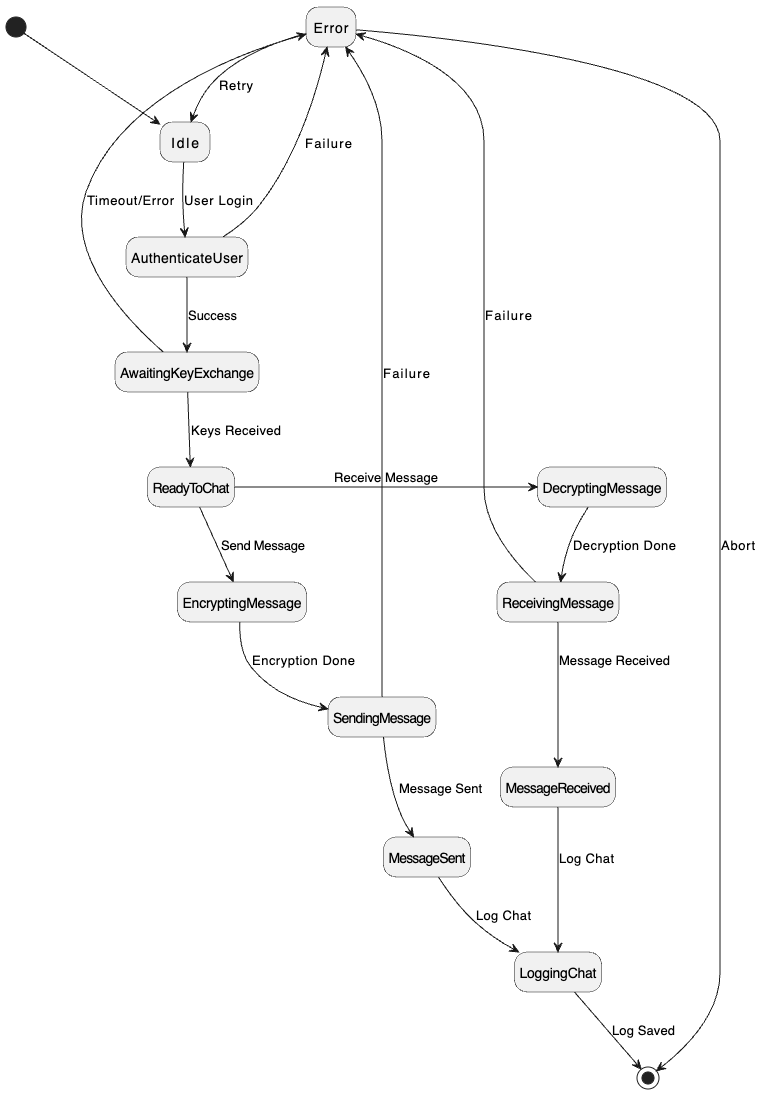 Error
Retry
Idle
Failure
Timeout/Error
User Login
AuthenticateUser
Success
Failure
AwaitingKeyExchange
Failure
Keys Received
Receive Message
ReadyToChat
DecryptingMessage
Send Message
Decryption Done
Abort
EncryptingMessage
ReceivingMessage
Encryption Done
Message Received
SendingMessage
Message Sent
MessageReceived
MessageSent
Log Chat
Log Chat
LoggingChat
Log Saved